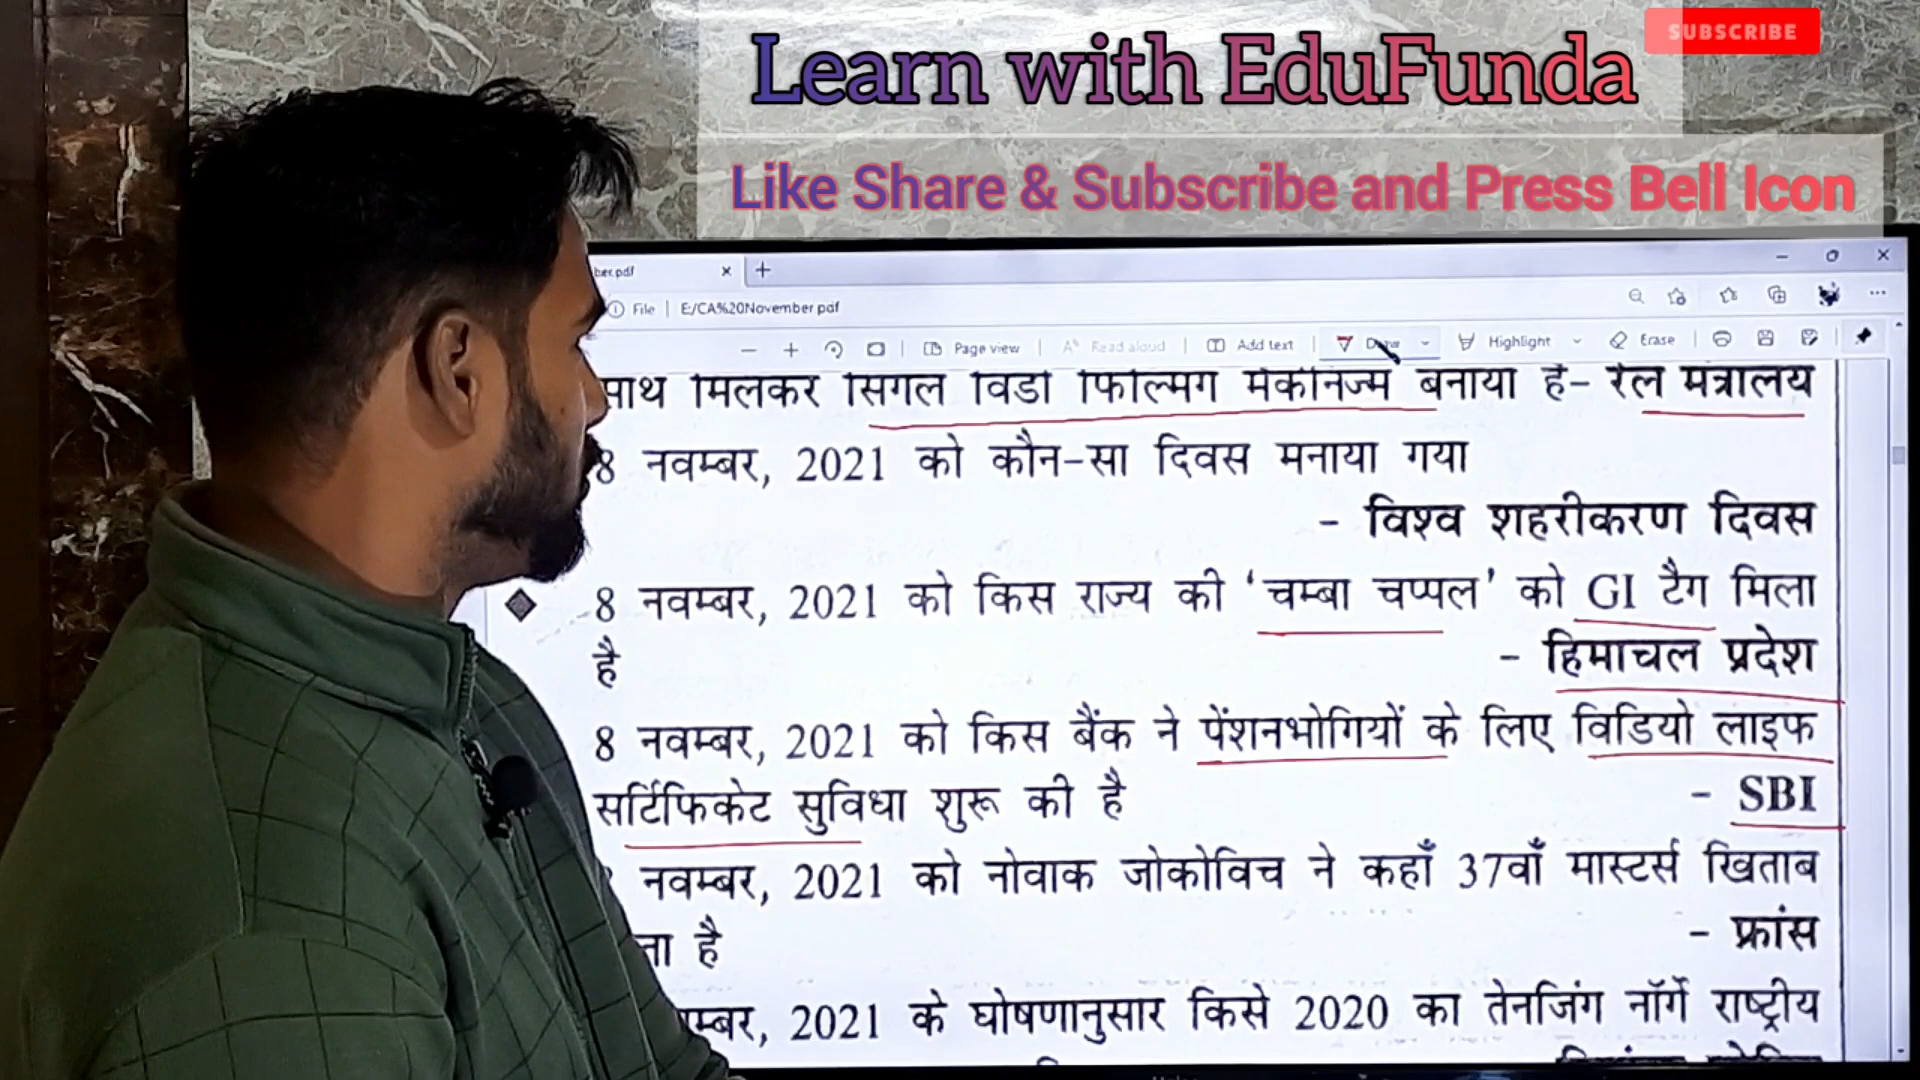 SUBSCRIBE
Learn with EduFunda
Like Share & Subscribe and Press Bell Icon
ber.pdf
File | E:/CA%20November.pdf
Page view | Read aloud | Add text | Draw Highlight Erase
साथ मिलकर सिंगल विंडो फिल्मिंग मैकेनिज्म बनाया है- रेल मंत्रालय
8 नवम्बर, 2021 को कौन-सा दिवस मनाया गया
- विश्व शहरीकरण दिवस
8 नवम्बर, 2021 को किस राज्य की ‘चम्बा चप्पल’ को GI टैग मिला
है - हिमाचल प्रदेश
8 नवम्बर, 2021 को किस बैंक ने पेंशनभोगियों के लिए विडियो लाइफ
सर्टिफिकेट सुविधा शुरू की है - SBI
नवम्बर, 2021 को नोवाक जोकोविच ने कहाँ 37वाँ मास्टर्स खिताब
है - फ्रांस
2021 के घोषणानुसार किसे 2020 का तेनजिंग नॉर्गे राष्ट्रीय